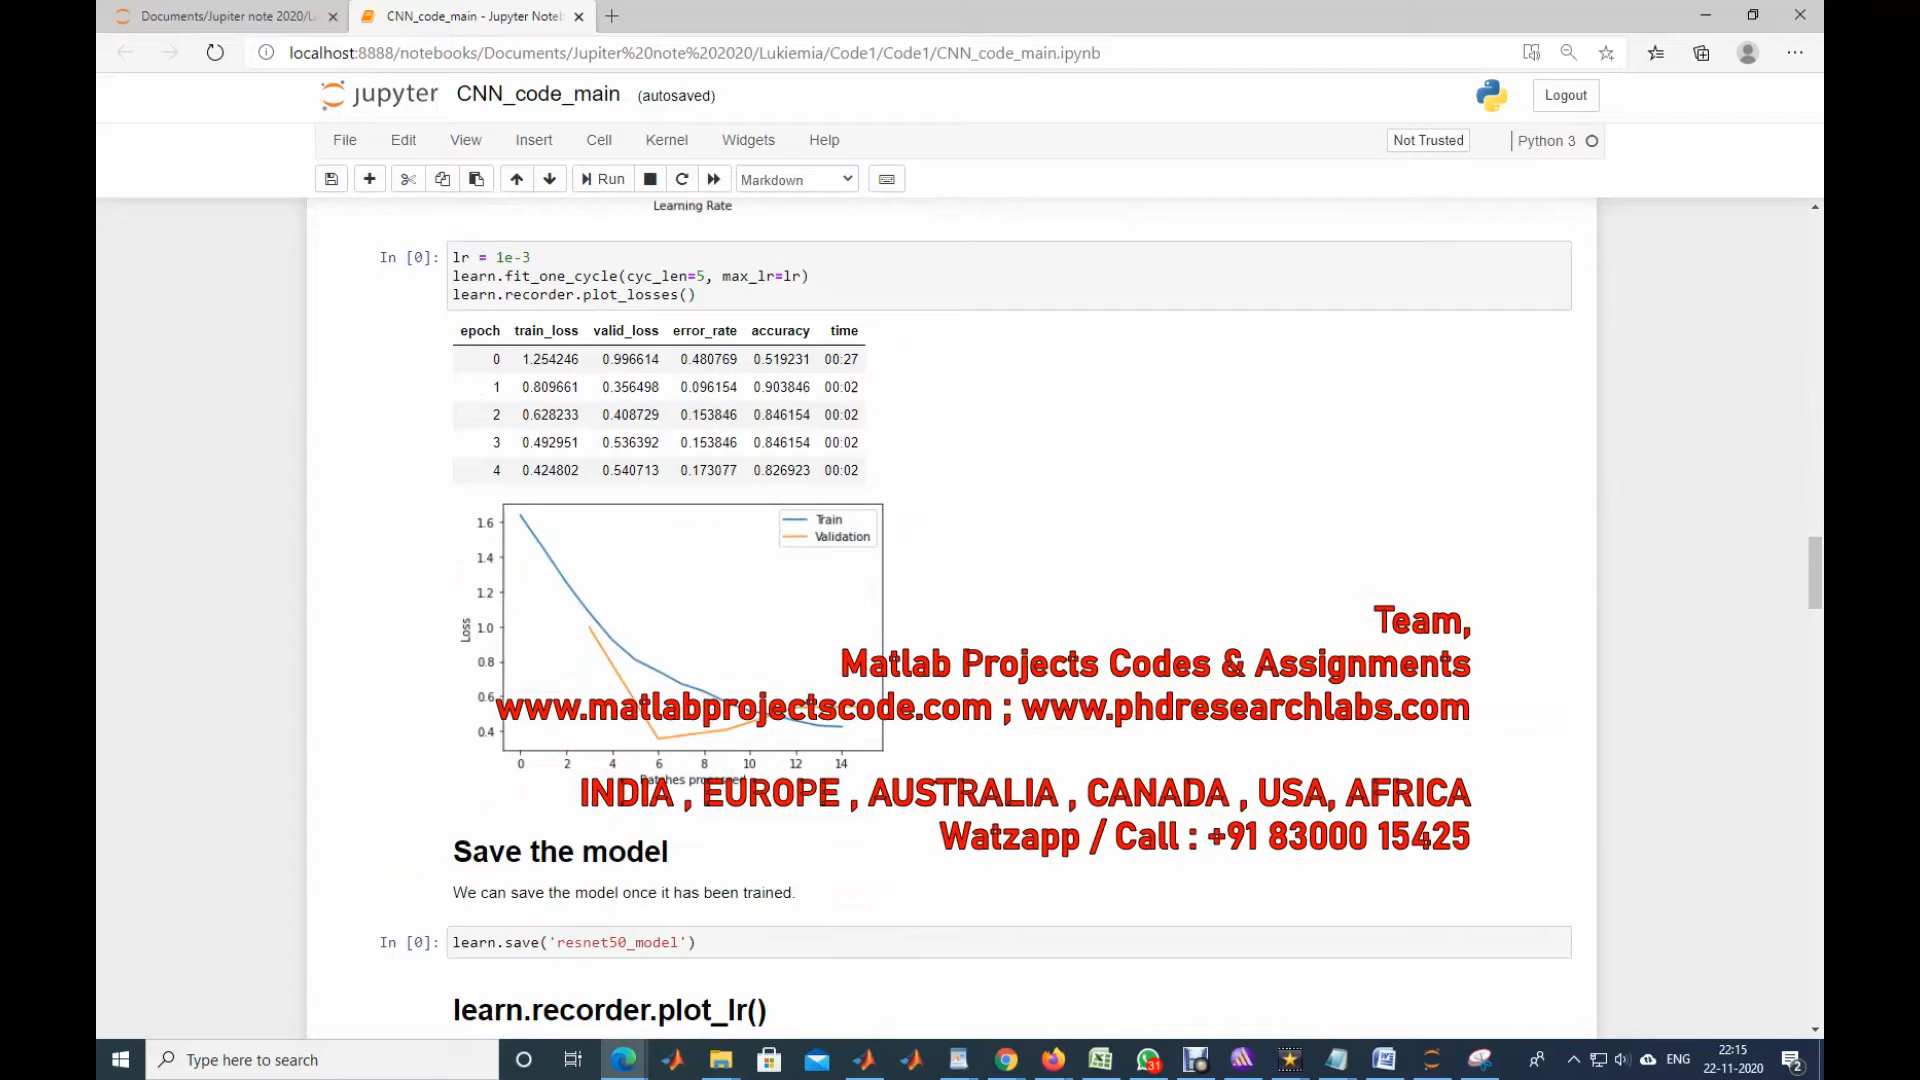 Documents/Jupiter note 2020/L
CNN_code_main - Jupyter Noteb
localhost:8888/notebooks/Documents/Jupiter%20note%202020/Lukiemia/Code1/Code1/CNN_code_main.ipynb
jupyter CNN_code_main (autosaved)
Logout
File Edit View Insert Cell Kernel Widgets Help
Not Trusted
Python 3
Run
Markdown
Learning Rate
In [0]:
lr = 1e-3
learn.fit_one_cycle(cyc_len=5, max_lr=lr)
learn.recorder.plot_losses()
epoch train_loss valid_loss error_rate accuracy time
0 1.254246 0.996614 0.480769 0.519231 00:27
1 0.809661 0.356498 0.096154 0.903846 00:02
2 0.628233 0.408729 0.153846 0.846154 00:02
3 0.492951 0.536392 0.153846 0.846154 00:02
4 0.424802 0.540713 0.173077 0.826923 00:02
Train
Validation
1.6
1.4
1.2
1.0
0.8
0.6
0.4
Loss
0 2 4 6 8 10 12 14
Batches processed
Team,
Matlab Projects Codes & Assignments
www.matlabprojectscode.com ; www.phdresearchlabs.com
INDIA , EUROPE , AUSTRALIA , CANADA , USA, AFRICA
Watzapp / Call : +91 83000 15425
Save the model
We can save the model once it has been trained.
In [0]:
learn.save('resnet50_model')
learn.recorder.plot_lr()
Type here to search
31
ENG
22:15
22-11-2020
2